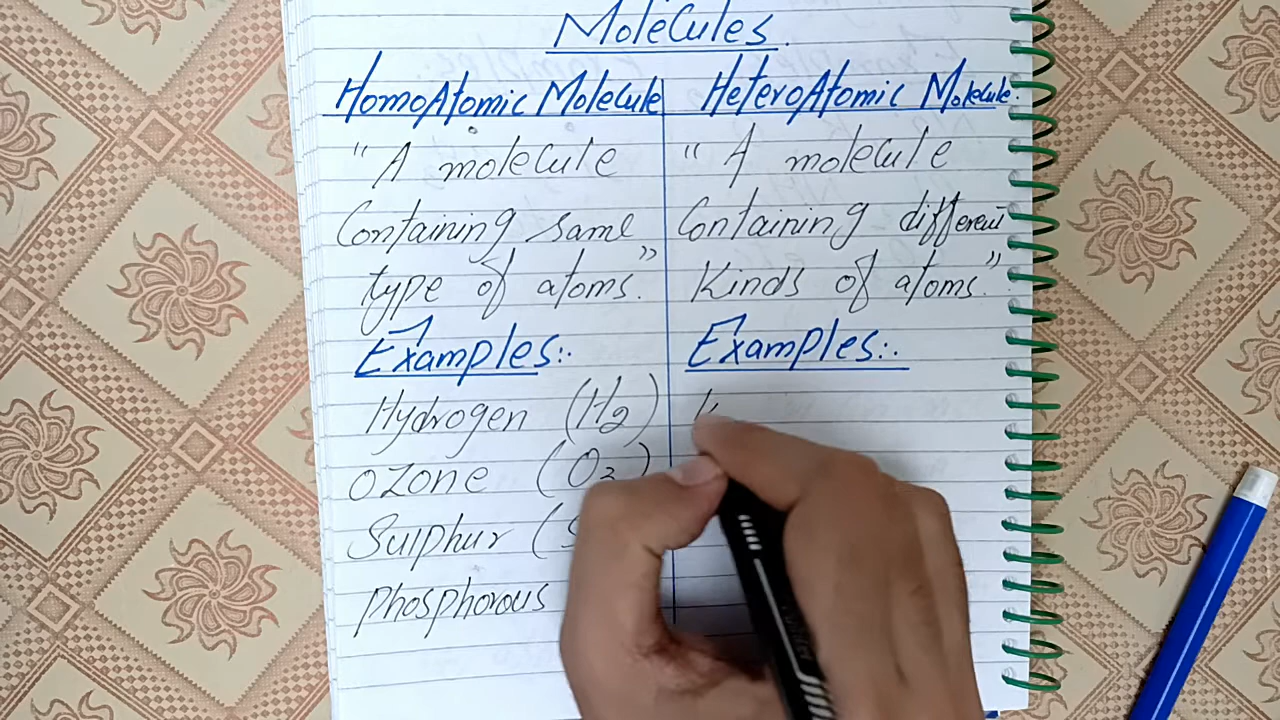 Molecules.
HomoAtomic Molecule
"A molecule
Containing same
type of atoms."
Examples:.
Hydrogen (H2)
Ozone (O3)
Sulphur (S
phosphorous
HeteroAtomic Molecule.
"A molecule
Containing different
Kinds of atoms."
Examples:.